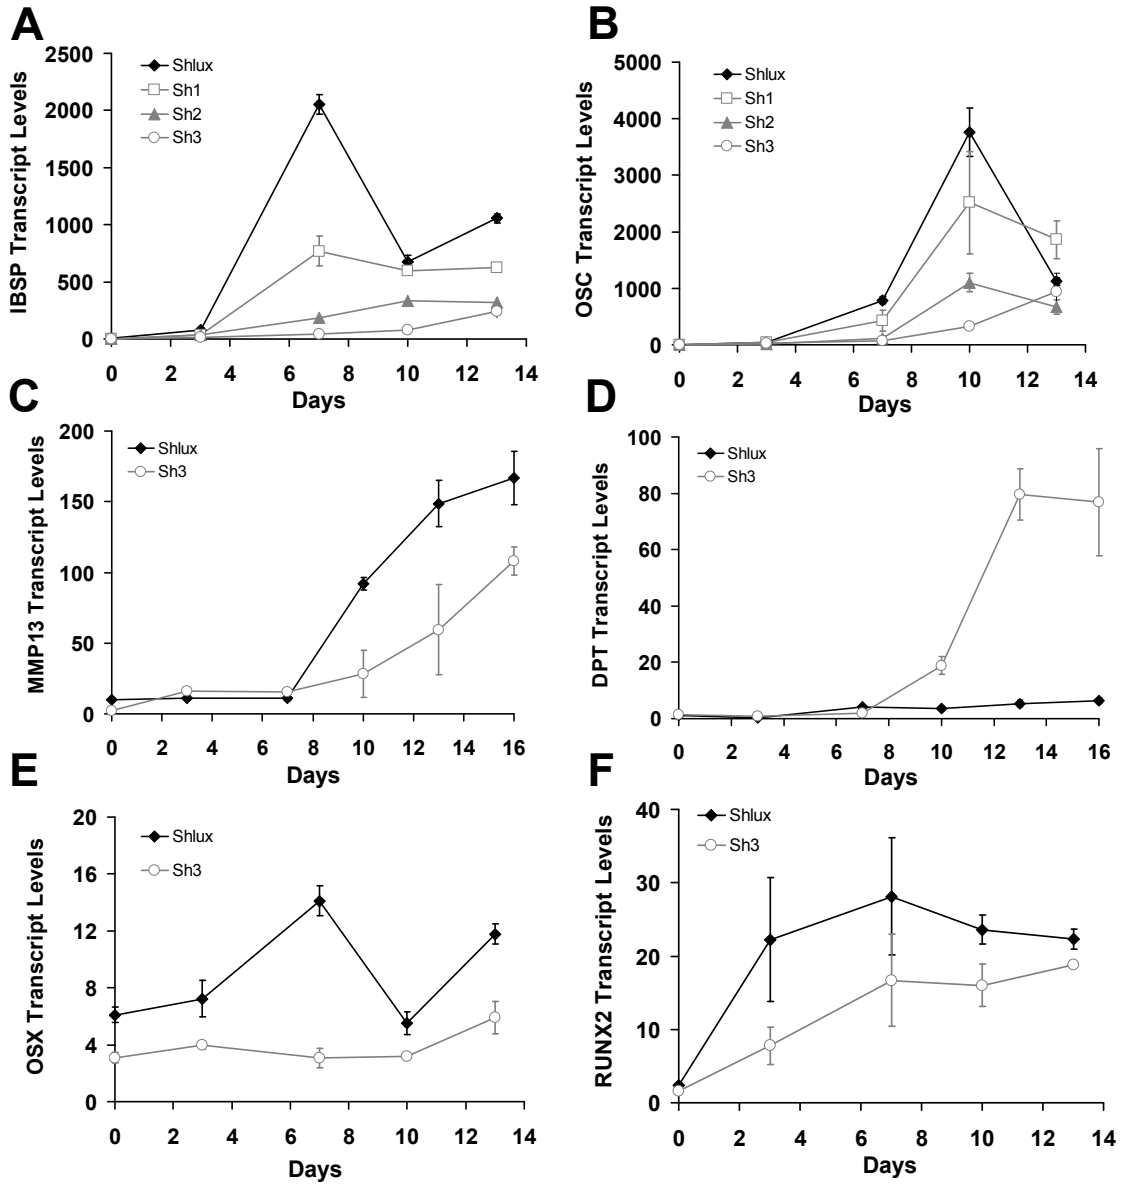 A
IBSP Transcript Levels
2500
2000
1500
1000
500
0
Shlux
Sh1
Sh2
Sh3
0 2 4 6 8 10 12 14
Days
B
OSC Transcript Levels
5000
4000
3000
2000
1000
0
Shlux
Sh1
Sh2
Sh3
0 2 4 6 8 10 12 14
Days
C
MMP13 Transcript Levels
200
150
100
50
0
Shlux
Sh3
0 2 4 6 8 10 12 14 16
Days
D
DPT Transcript Levels
100
80
60
40
20
0
Shlux
Sh3
0 2 4 6 8 10 12 14 16
Days
E
OSX Transcript Levels
20
16
12
8
4
0
Shlux
Sh3
0 2 4 6 8 10 12 14
Days
F
RUNX2 Transcript Levels
40
30
20
10
0
Shlux
Sh3
0 2 4 6 8 10 12 14
Days